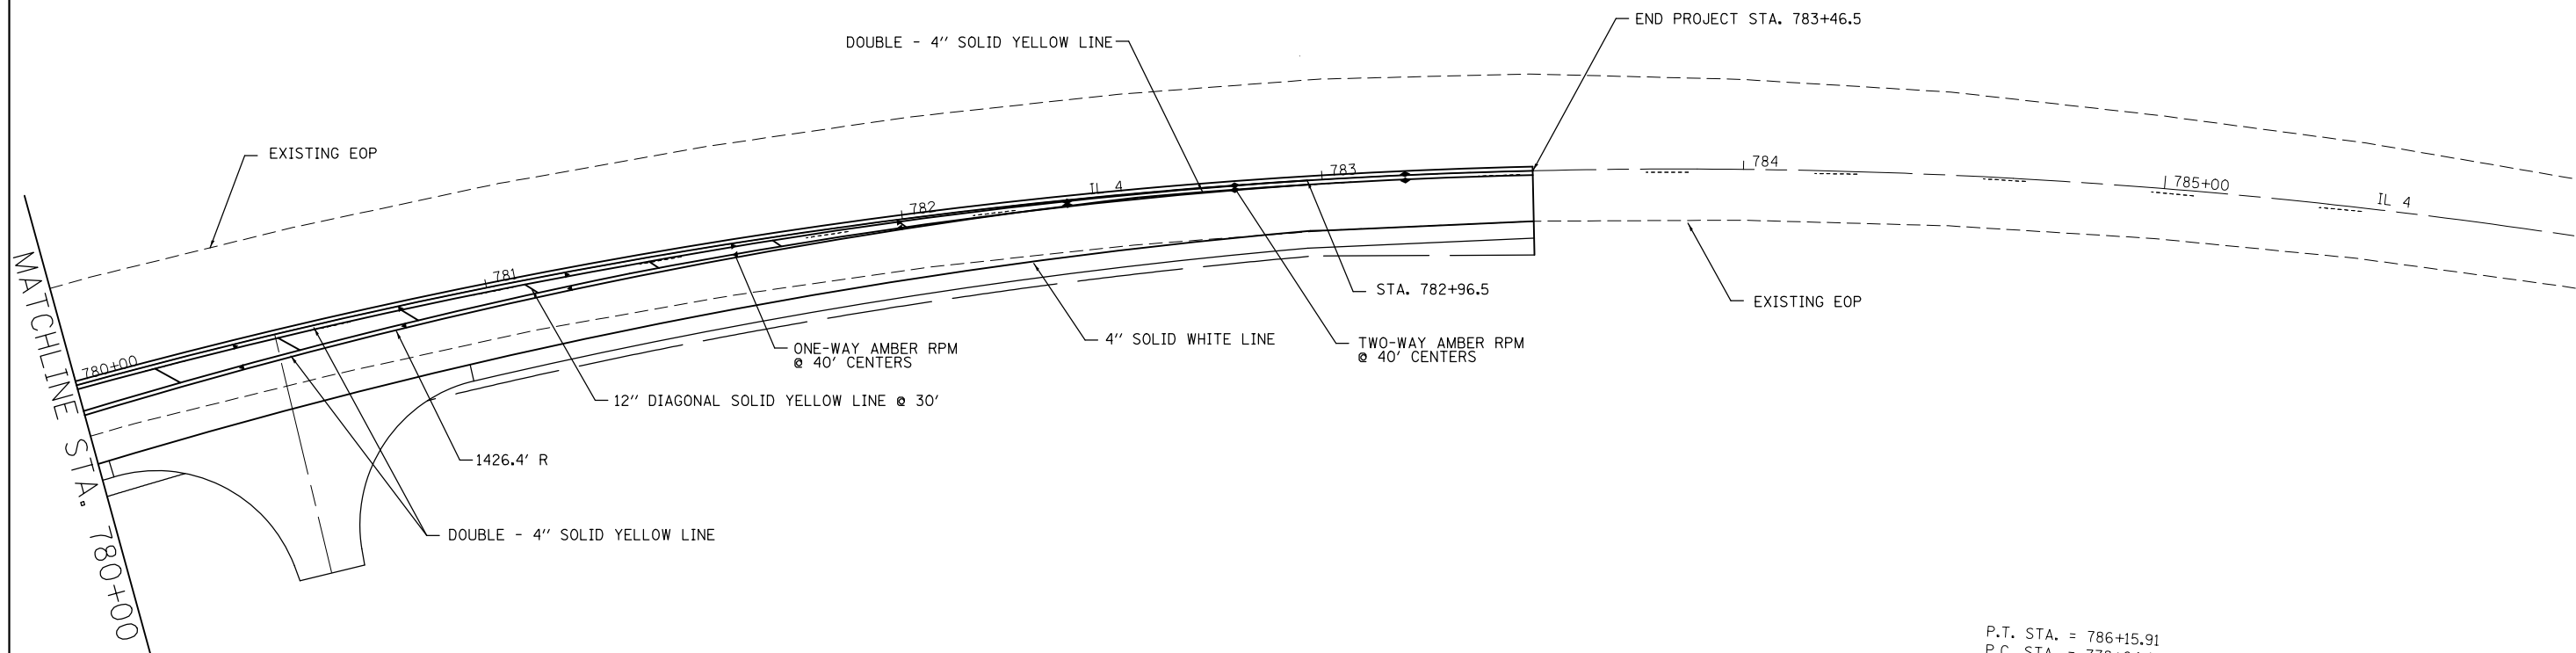 END PROJECT STA. 783+46.5
DOUBLE - 4" SOLID YELLOW LINE
EXISTING EOP
783
784
785+00
IL 4
IL 4
782
781
780+00
MATCHLINE STA. 780+00
STA. 782+96.5
EXISTING EOP
4" SOLID WHITE LINE
TWO-WAY AMBER RPM
@ 40' CENTERS
ONE-WAY AMBER RPM
@ 40' CENTERS
12" DIAGONAL SOLID YELLOW LINE @ 30'
1426.4' R
DOUBLE - 4" SOLID YELLOW LINE
P.T. STA. = 786+15.91
P.C. STA. =